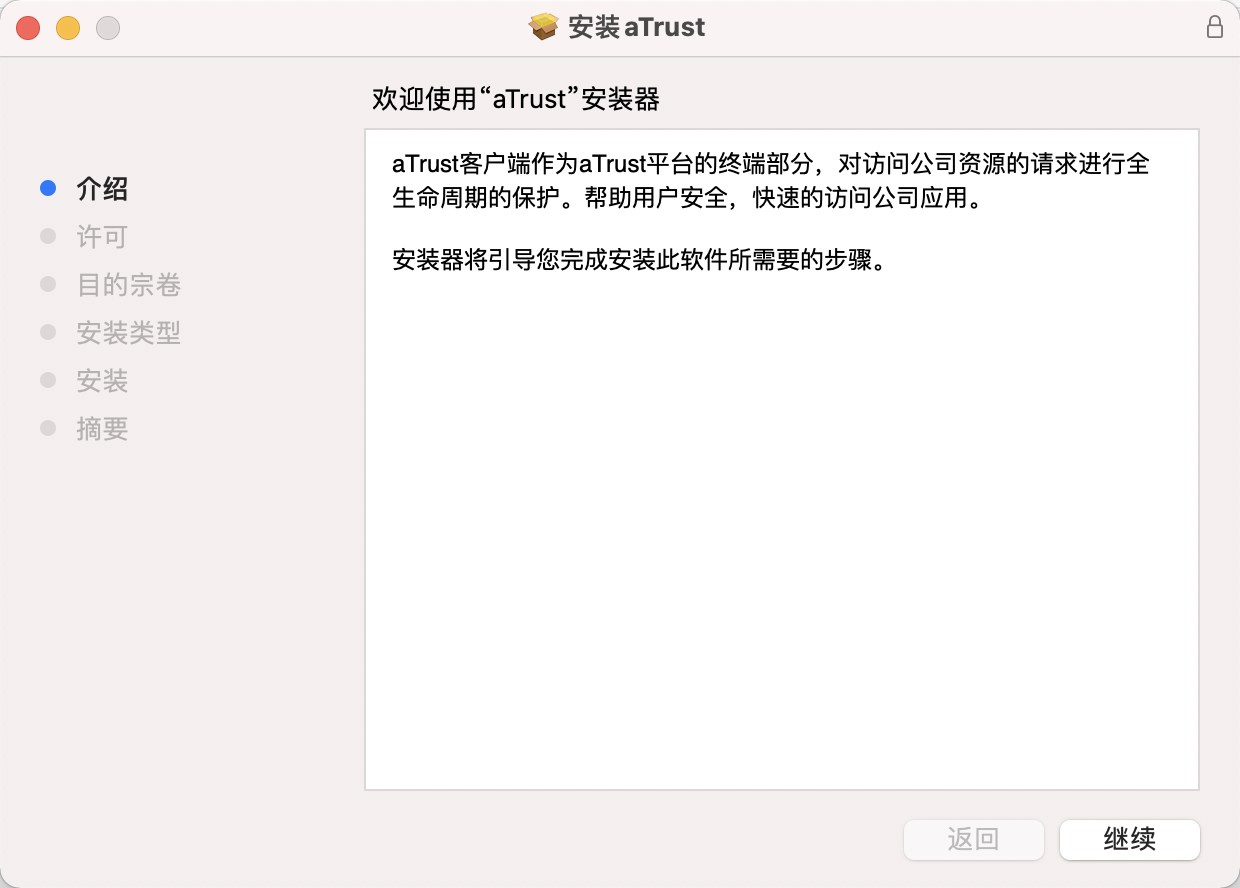 安装 aTrust
欢迎使用“aTrust”安装器
介绍
许可
目的宗卷
安装类型
安装
摘要
aTrust客户端作为aTrust平台的终端部分，对访问公司资源的请求进行全
生命周期的保护。帮助用户安全，快速的访问公司应用。
安装器将引导您完成安装此软件所需要的步骤。
返回
继续